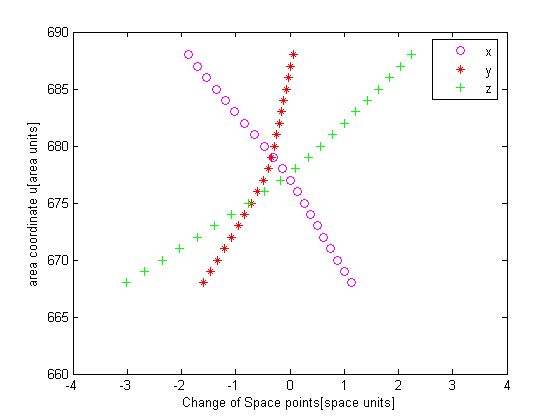 690
685
680
675
670
665
660
-4 -3 -2 -1 0 1 2 3 4
area coordinate u[area units]
Change of Space points[space units]
x
y
z